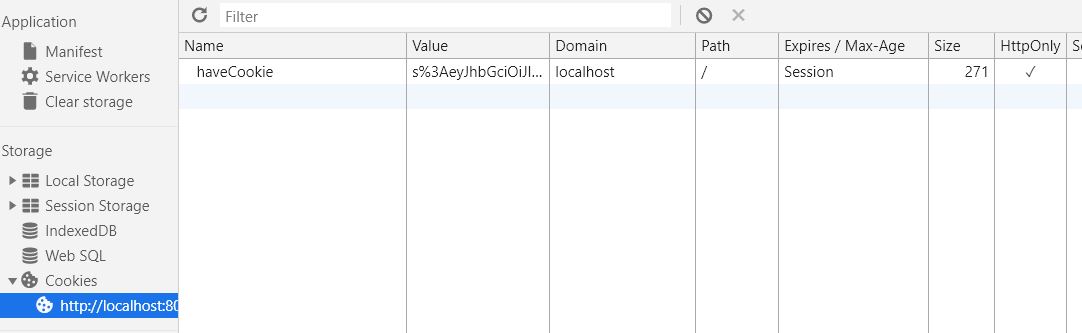 Application
Manifest
Service Workers
Clear storage
Storage
Local Storage
Session Storage
IndexedDB
Web SQL
Cookies
http://localhost:80
Filter
Name Value Domain Path Expires / Max-Age Size HttpOnly
haveCookie s%3AeyJhbGciOiJI... localhost / Session 271 ✓